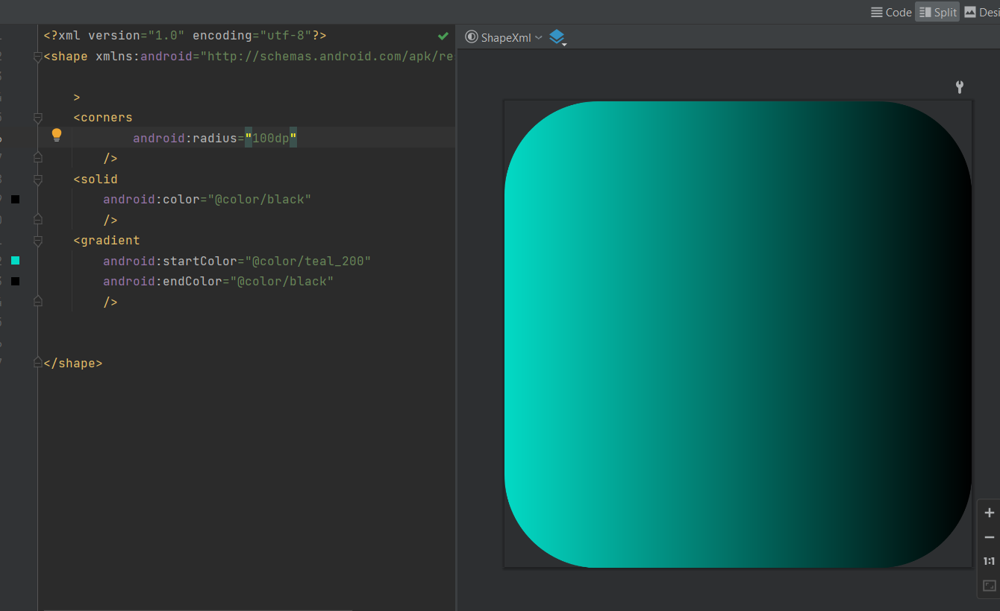 Code Split Desi
<?xml version="1.0" encoding="utf-8"?>
ShapeXml
<shape xmlns:android="http://schemas.android.com/apk/re
>
<corners
android:radius="100dp"
/>
<solid
android:color="@color/black"
/>
<gradient
android:startColor="@color/teal_200"
android:endColor="@color/black"
/>
</shape>
1:1